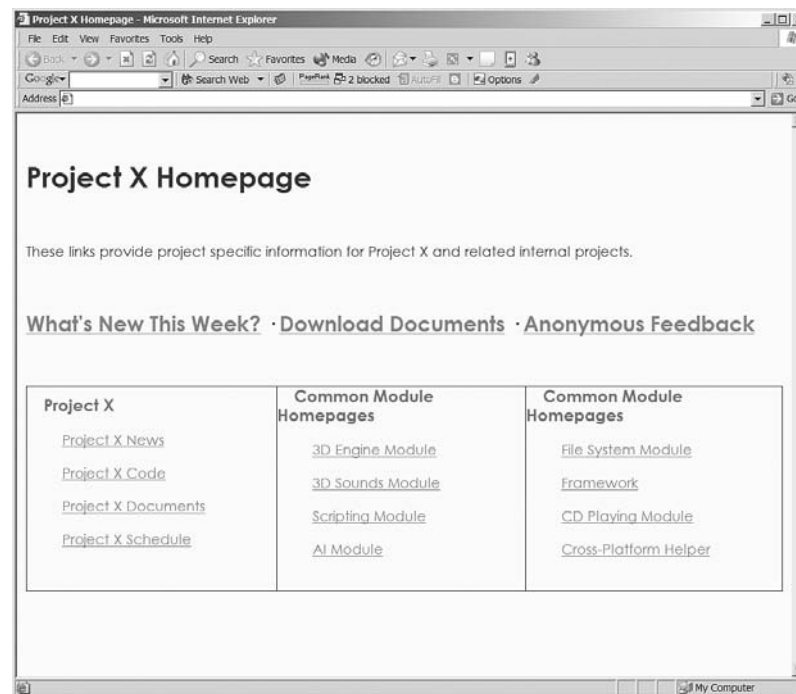 Project X Homepage - Microsoft Internet Explorer
File Edit View Favorites Tools Help
Back Search Favorites Media
Google Search Web PageRank 2 blocked AutoFill Options
Address Go
Project X Homepage
These links provide project specific information for Project X and related internal projects.
What's New This Week? · Download Documents · Anonymous Feedback
Project X
Project X News
Project X Code
Project X Documents
Project X Schedule
Common Module
Homepages
3D Engine Module
3D Sounds Module
Scripting Module
AI Module
Common Module
Homepages
File System Module
Framework
CD Playing Module
Cross-Platform Helper
My Computer